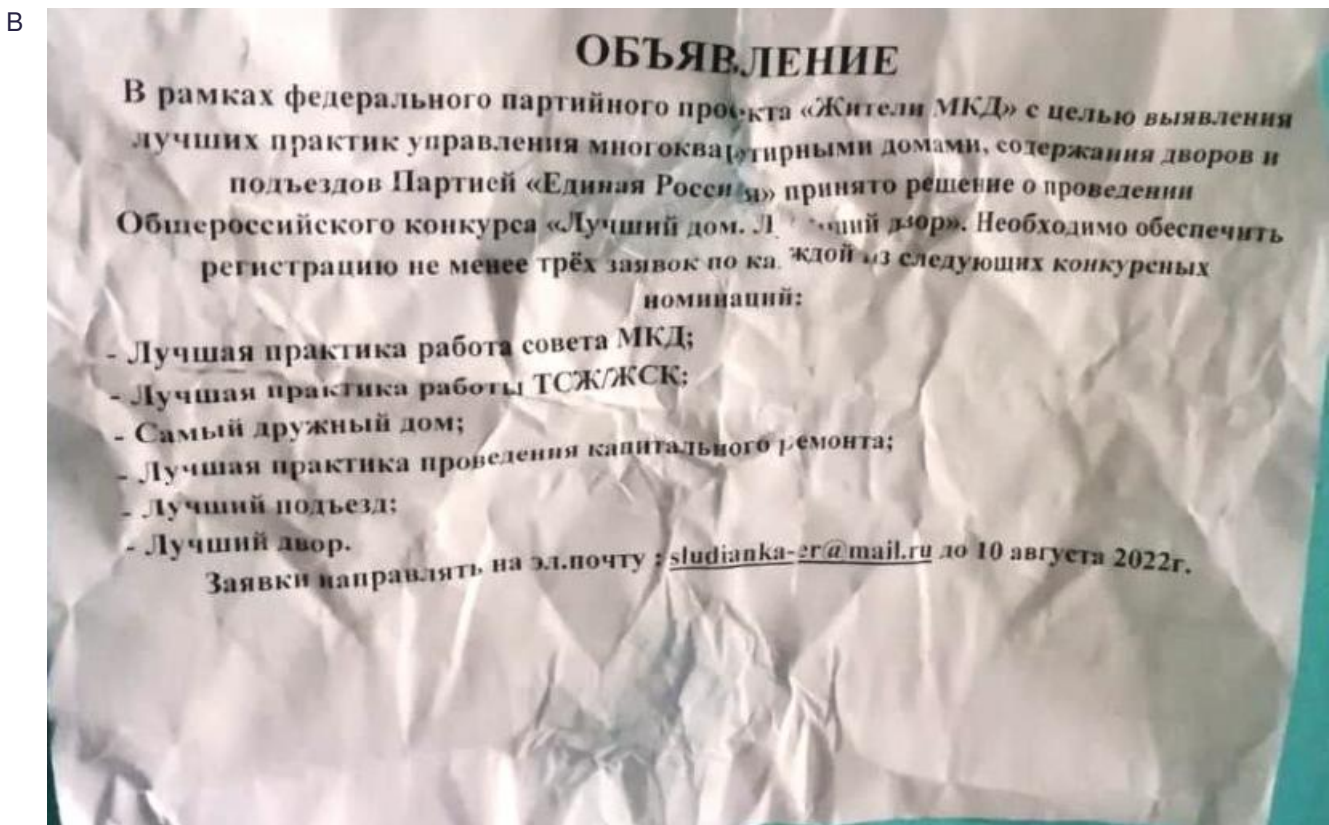 В
ОБЪЯВЛЕНИЕ
В рамках федерального партийного проекта «Жители МКД» с целью выявления
лучших практик управления многоквартирными домами, содержания дворов и
подъездов Партией «Единая Россия» принято решение о проведении
Общероссийского конкурса «Лучший дом. Лучший двор». Необходимо обеспечить
регистрацию не менее трёх заявок по каждой из следующих конкурсных
номинаций:
- Лучшая практика работа совета МКД;
- Лучшая практика работы ТСЖ/ЖСК;
- Самый дружный дом;
- Лучшая практика проведения капитального ремонта;
- Лучший подъезд;
- Лучший двор.
Заявки направлять на эл.почту : sludianka-er@mail.ru до 10 августа 2022г.